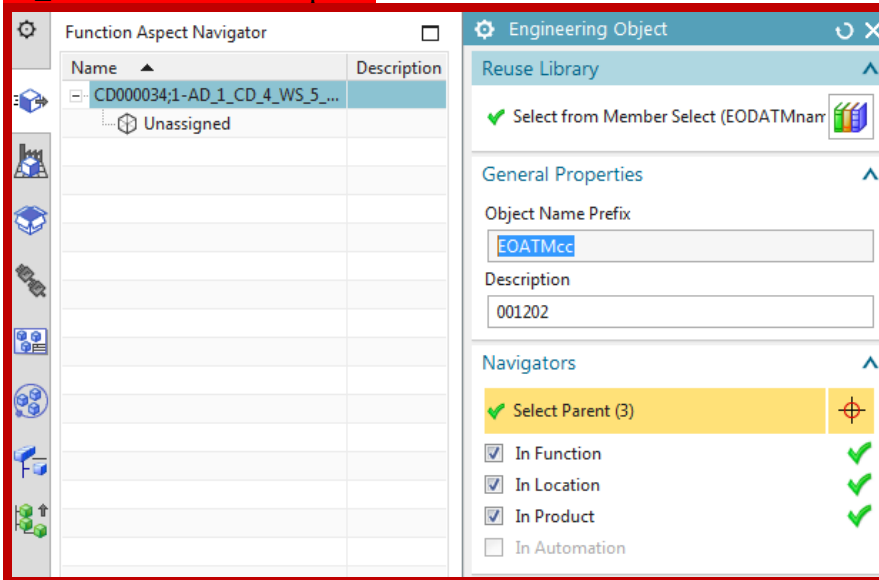 Function Aspect Navigator
Name
Description
CD000034;1-AD_1_CD_4_WS_5_...
Unassigned
Engineering Object
Reuse Library
Select from Member Select (EODATMnam
General Properties
Object Name Prefix
EOATMcc
Description
001202
Navigators
Select Parent (3)
In Function
In Location
In Product
In Automation